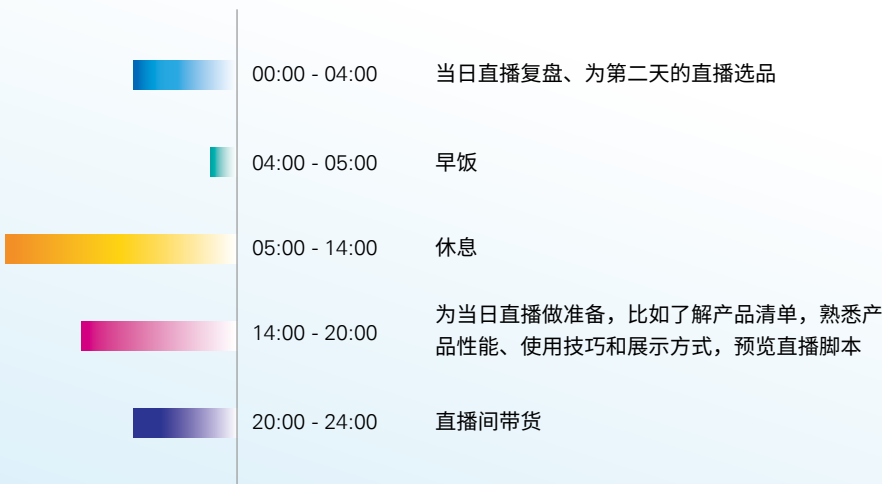 00:00 - 04:00 当日直播复盘、为第二天的直播选品
04:00 - 05:00 早饭
05:00 - 14:00 休息
14:00 - 20:00 为当日直播做准备，比如了解产品清单，熟悉产
品性能、使用技巧和展示方式，预览直播脚本
20:00 - 24:00 直播间带货